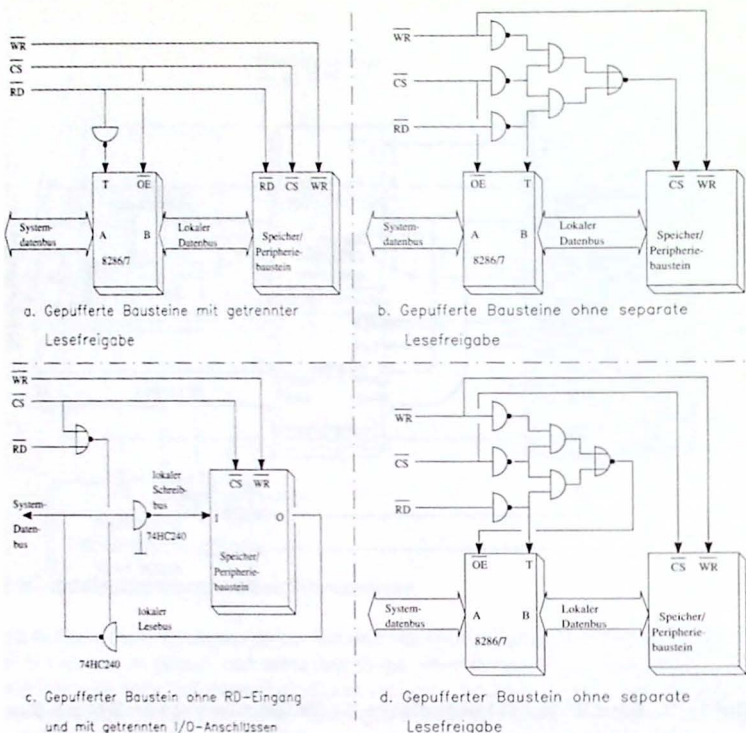 WR
CS
RD
T
OE
RD CS WR
System-
datenbus
A
B
8286/7
Lokaler
Datenbus
Speicher/
Peripherie-
baustein
a. Gepufferte Bausteine mit getrennter
Lesefreigabe
WR
CS
RD
OE
T
CS
WR
System-
datenbus
A
B
8286/7
Lokaler
Datenbus
Speicher/
Peripherie-
baustein
b. Gepufferte Bausteine ohne separate
Lesefreigabe
WR
CS
RD
System-
Daten-
bus
lokaler
Schreib-
bus
74HC240
CS WR
I
O
Speicher/
Peripherie-
baustein
lokaler
Lesebus
74HC240
c. Gepufferter Baustein ohne RD-Eingang
und mit getrennten I/O-Anschlüssen
WR
CS
RD
OE
T
CS
WR
System-
datenbus
A
B
8286/7
Lokaler
Datenbus
Speicher/
Peripherie-
baustein
d. Gepufferter Baustein ohne separate
Lesefreigabe